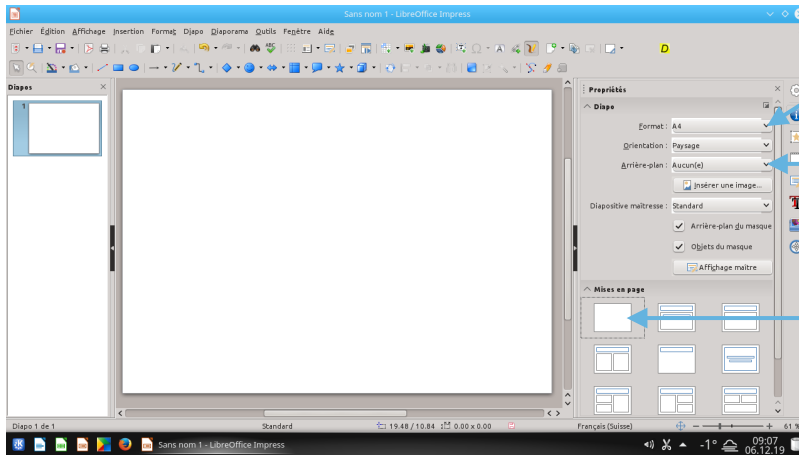 Sans nom 1 - LibreOffice Impress
Fichier Édition Affichage Insertion Format Diapo Diaporama Outils Fenêtre Aide
D
Diapos
1
Propriétés
Diapo
Format : A4
Orientation : Paysage
Arrière-plan : Aucun(e)
Insérer une image...
Diapositive maîtresse : Standard
Arrière-plan du masque
Objets du masque
Affichage maître
Mises en page
Diapo 1 de 1 Standard 19.48 / 10.84 0.00 x 0.00 Français (Suisse) 61 %
Sans nom 1 - LibreOffice Impress -1° 09:07
06.12.19